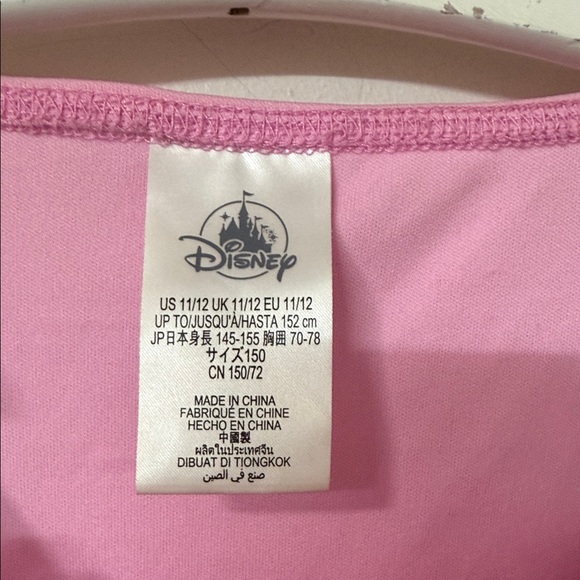 Disney
US 11/12 UK 11/12 EU 11/12
UP TO/JUSQU'À/HASTA 152 cm
JP日本身長 145-155 胸囲 70-78
サイズ150
CN 150/72
MADE IN CHINA
FABRIQUÉ EN CHINE
HECHO EN CHINA
中國製
ผลิตในประเทศจีน
DIBUAT DI TIONGKOK
صنع في الصين